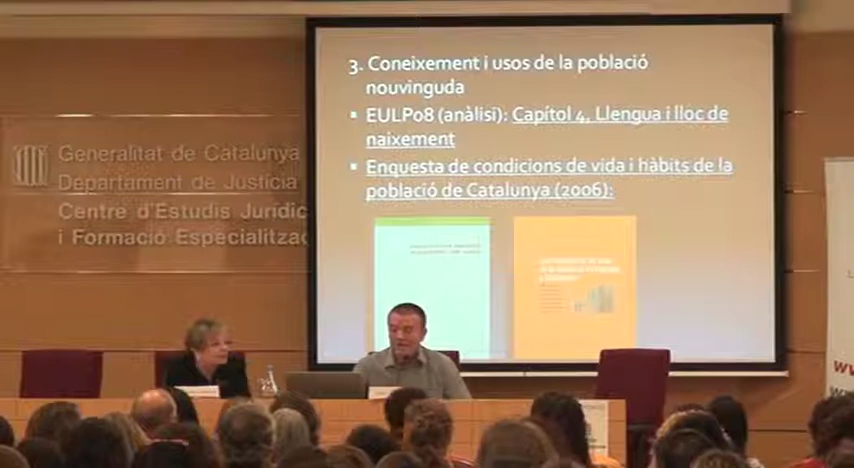 3. Coneixement i usos de la població
nouvinguda
▪ EULP08 (anàlisi): Capítol 4, Llengua i lloc de
naixement
▪ Enquesta de condicions de vida i hàbits de la
població de Catalunya (2006):
Generalitat de Catalunya
Departament de Justícia
Centre d'Estudis Jurídic
i Formació Especialitzad